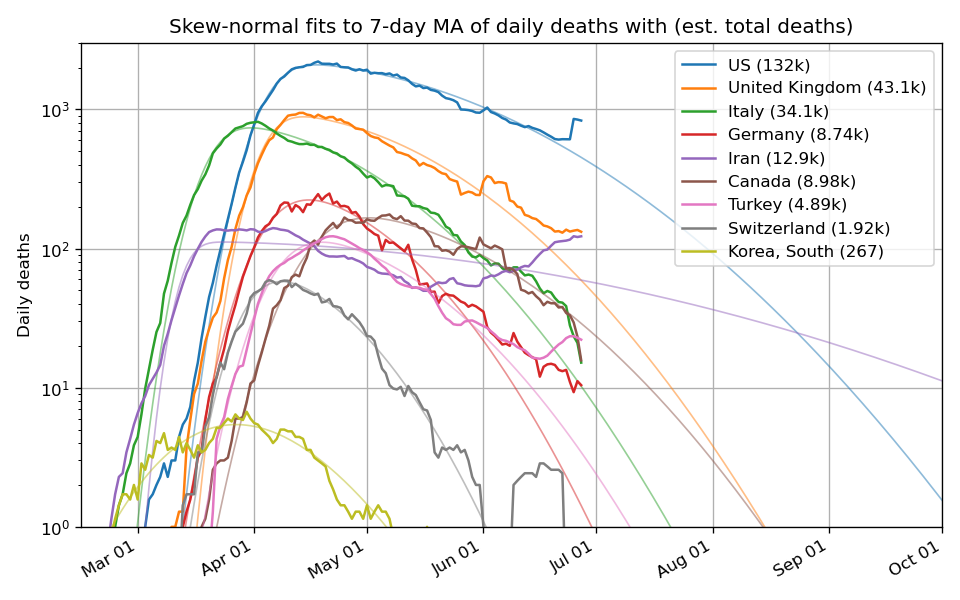 Skew-normal fits to 7-day MA of daily deaths with (est. total deaths)
Daily deaths
10³
10²
10¹
10⁰
US (132k)
United Kingdom (43.1k)
Italy (34.1k)
Germany (8.74k)
Iran (12.9k)
Canada (8.98k)
Turkey (4.89k)
Switzerland (1.92k)
Korea, South (267)
Mar 01
Apr 01
May 01
Jun 01
Jul 01
Aug 01
Sep 01
Oct 01